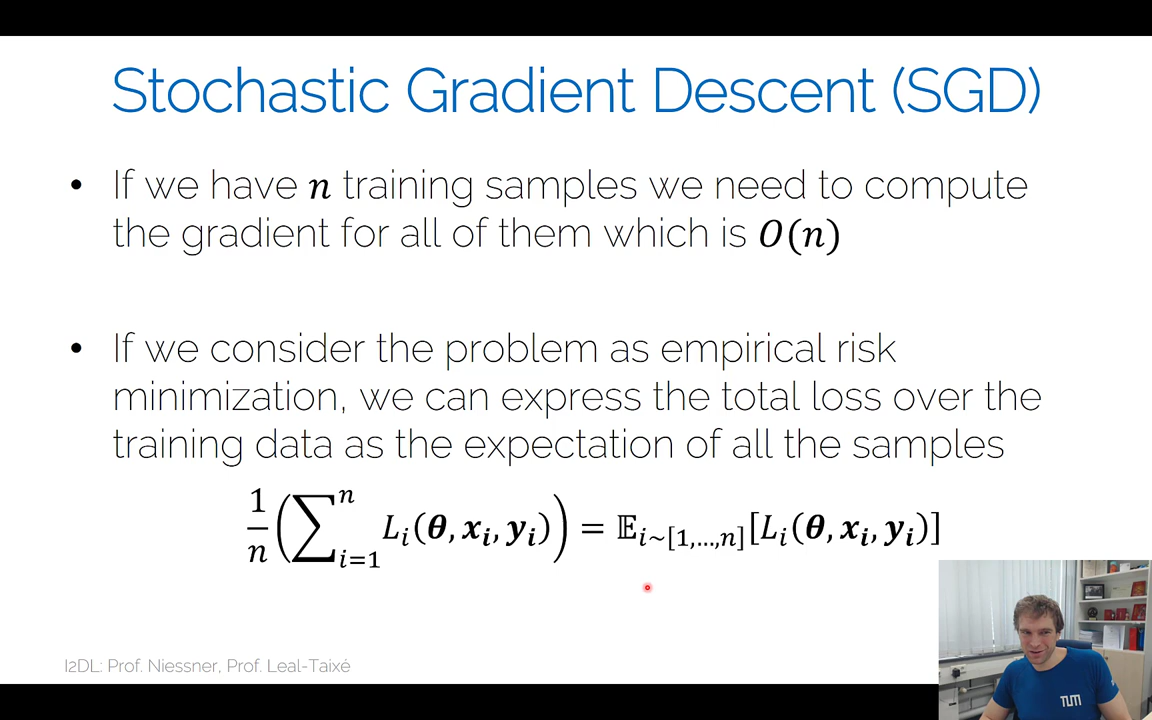 Stochastic Gradient Descent (SGD)
• If we have n training samples we need to compute
the gradient for all of them which is O(n)
• If we consider the problem as empirical risk
minimization, we can express the total loss over the
training data as the expectation of all the samples
1/n (∑_{i=1}^{n} L_i(θ, x_i, y_i)) = 𝔼_{i~[1,…,n]}[L_i(θ, x_i, y_i)]
I2DL: Prof. Niessner, Prof. Leal-Taixé
TUM